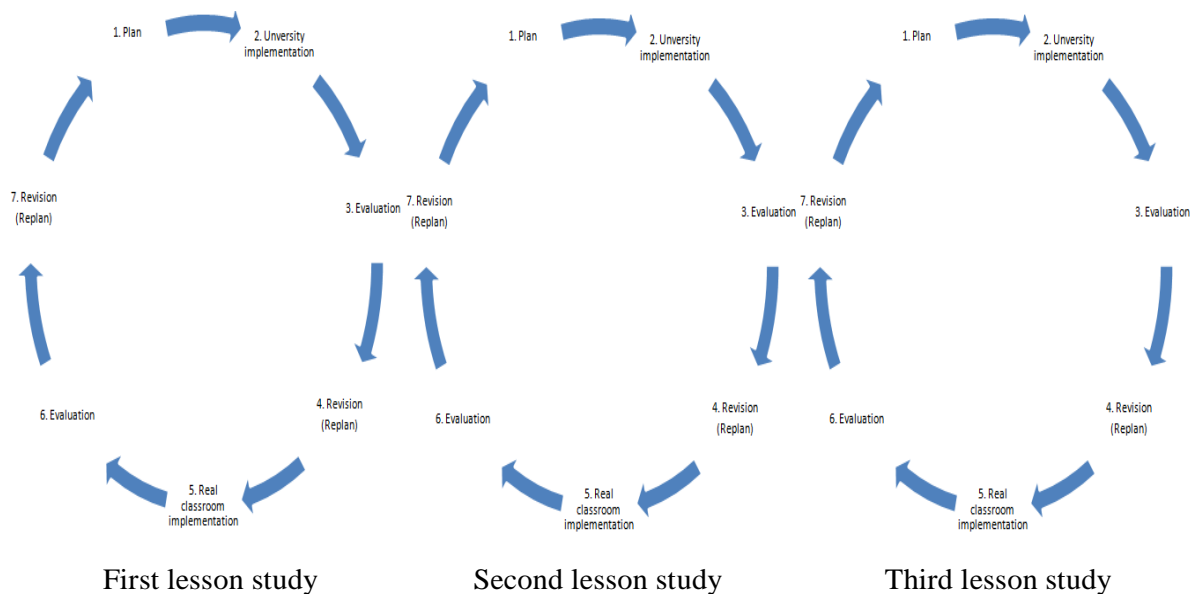 1. Plan
2. Unversity
implementation
3. Evaluation
4. Revision
(Replan)
5. Real
classroom
implementation
6. Evaluation
7. Revision
(Replan)
First lesson study
1. Plan
2. Unversity
implementation
3. Evaluation
4. Revision
(Replan)
5. Real
classroom
implementation
6. Evaluation
7. Revision
(Replan)
Second lesson study
1. Plan
2. Unversity
implementation
3. Evaluation
4. Revision
(Replan)
5. Real
classroom
implementation
6. Evaluation
7. Revision
(Replan)
Third lesson study